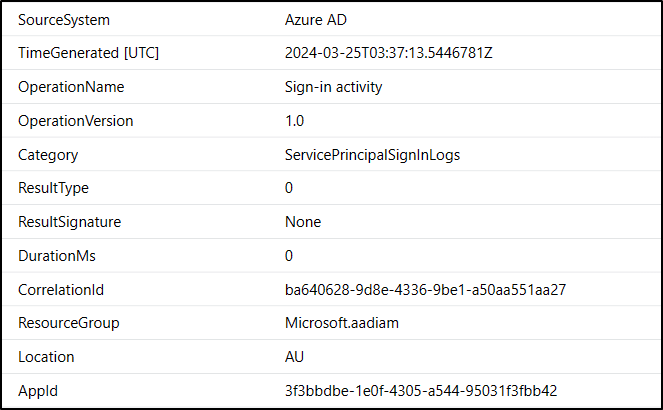 SourceSystem Azure AD
TimeGenerated [UTC] 2024-03-25T03:37:13.5446781Z
OperationName Sign-in activity
OperationVersion 1.0
Category ServicePrincipalSignInLogs
ResultType 0
ResultSignature None
DurationMs 0
CorrelationId ba640628-9d8e-4336-9be1-a50aa551aa27
ResourceGroup Microsoft.aadiam
Location AU
AppId 3f3bbdbe-1e0f-4305-a544-95031f3fbb42